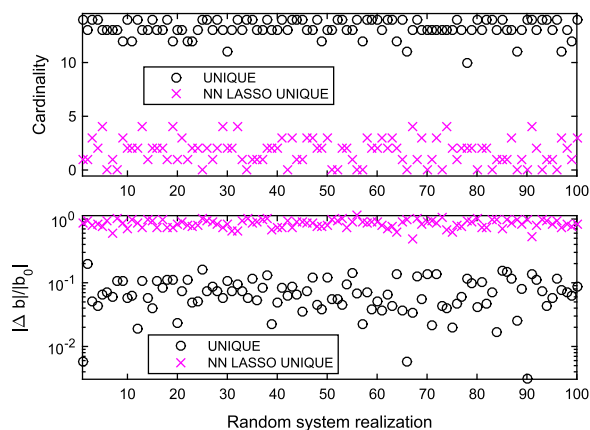 Cardinality
10
5
0
UNIQUE
NN LASSO UNIQUE
10 20 30 40 50 60 70 80 90 100
|Δ b|/|b0|
10^0
10^-1
10^-2
UNIQUE
NN LASSO UNIQUE
10 20 30 40 50 60 70 80 90 100
Random system realization